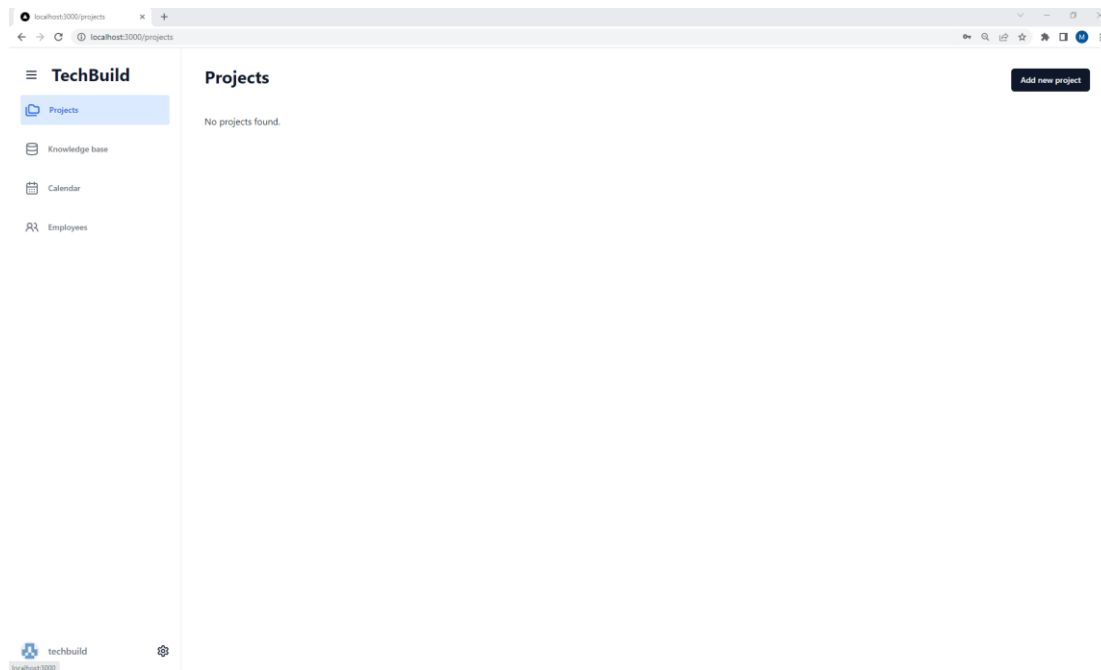 localhost:3000/projects
localhost:3000/projects
M
TechBuild
Projects
Knowledge base
Calendar
Employees
Projects
Add new project
No projects found.
techbuild
localhost:3000